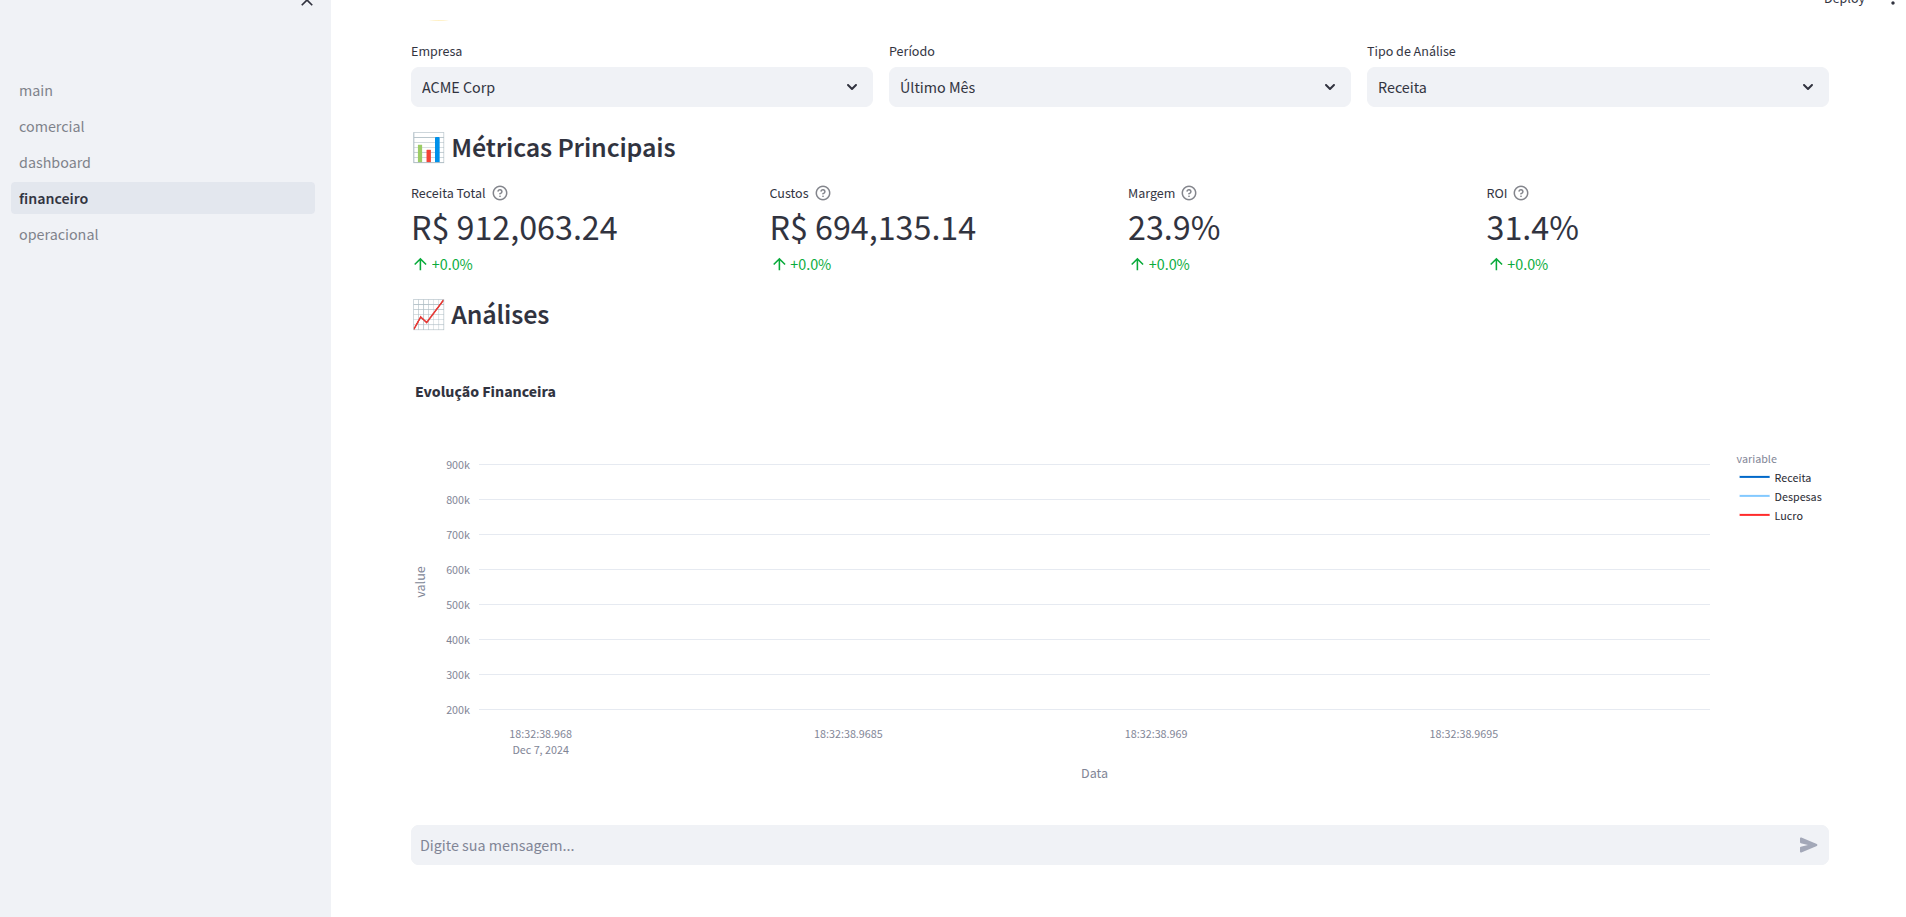 Deploy
main
comercial
dashboard
financeiro
operacional
Empresa
Período
Tipo de Análise
ACME Corp
Último Mês
Receita
Métricas Principais
Receita Total
Custos
Margem
ROI
R$ 912,063.24
R$ 694,135.14
23.9%
31.4%
+0.0%
+0.0%
+0.0%
+0.0%
Análises
Evolução Financeira
900k
800k
700k
600k
500k
400k
300k
200k
value
18:32:38.968
Dec 7, 2024
18:32:38.9685
18:32:38.969
18:32:38.9695
Data
variable
Receita
Despesas
Lucro
Digite sua mensagem...